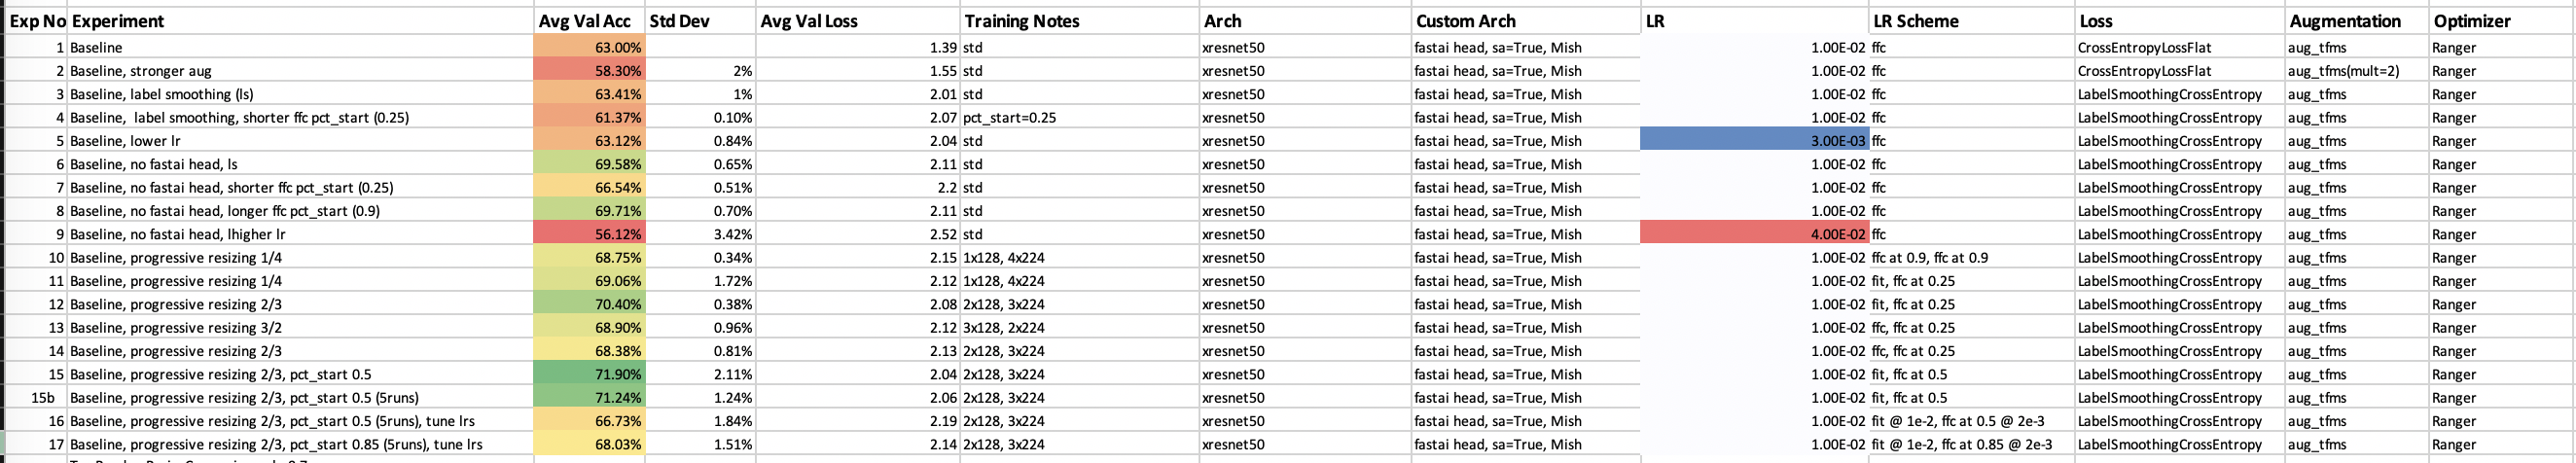 Exp No Experiment Avg Val Acc Std Dev Avg Val Loss Training Notes Arch Custom Arch LR LR Scheme Loss Augmentation Optimizer
1 Baseline 63.00% 1.39 std xresnet50 fastai head, sa=True, Mish 1.00E-02 ffc CrossEntropyLossFlat aug_tfms Ranger
2 Baseline, stronger aug 58.30% 2% 1.55 std xresnet50 fastai head, sa=True, Mish 1.00E-02 ffc CrossEntropyLossFlat aug_tfms(mult=2) Ranger
3 Baseline, label smoothing (ls) 63.41% 1% 2.01 std xresnet50 fastai head, sa=True, Mish 1.00E-02 ffc LabelSmoothingCrossEntropy aug_tfms Ranger
4 Baseline,  label smoothing, shorter ffc pct_start (0.25) 61.37% 0.10% 2.07 pct_start=0.25 xresnet50 fastai head, sa=True, Mish 1.00E-02 ffc LabelSmoothingCrossEntropy aug_tfms Ranger
5 Baseline, lower lr 63.12% 0.84% 2.04 std xresnet50 fastai head, sa=True, Mish 3.00E-03 ffc LabelSmoothingCrossEntropy aug_tfms Ranger
6 Baseline, no fastai head, ls 69.58% 0.65% 2.11 std xresnet50 fastai head, sa=True, Mish 1.00E-02 ffc LabelSmoothingCrossEntropy aug_tfms Ranger
7 Baseline, no fastai head, shorter ffc pct_start (0.25) 66.54% 0.51% 2.2 std xresnet50 fastai head, sa=True, Mish 1.00E-02 ffc LabelSmoothingCrossEntropy aug_tfms Ranger
8 Baseline, no fastai head, longer ffc pct_start (0.9) 69.71% 0.70% 2.11 std xresnet50 fastai head, sa=True, Mish 1.00E-02 ffc LabelSmoothingCrossEntropy aug_tfms Ranger
9 Baseline, no fastai head, lhigher lr 56.12% 3.42% 2.52 std xresnet50 fastai head, sa=True, Mish 4.00E-02 ffc LabelSmoothingCrossEntropy aug_tfms Ranger
10 Baseline, progressive resizing 1/4 68.75% 0.34% 2.15 1x128, 4x224 xresnet50 fastai head, sa=True, Mish 1.00E-02 ffc at 0.9, ffc at 0.9 LabelSmoothingCrossEntropy aug_tfms Ranger
11 Baseline, progressive resizing 1/4 69.06% 1.72% 2.12 1x128, 4x224 xresnet50 fastai head, sa=True, Mish 1.00E-02 fit, ffc at 0.25 LabelSmoothingCrossEntropy aug_tfms Ranger
12 Baseline, progressive resizing 2/3 70.40% 0.38% 2.08 2x128, 3x224 xresnet50 fastai head, sa=True, Mish 1.00E-02 fit, ffc at 0.25 LabelSmoothingCrossEntropy aug_tfms Ranger
13 Baseline, progressive resizing 3/2 68.90% 0.96% 2.12 3x128, 2x224 xresnet50 fastai head, sa=True, Mish 1.00E-02 ffc, ffc at 0.25 LabelSmoothingCrossEntropy aug_tfms Ranger
14 Baseline, progressive resizing 2/3 68.38% 0.81% 2.13 2x128, 3x224 xresnet50 fastai head, sa=True, Mish 1.00E-02 ffc, ffc at 0.25 LabelSmoothingCrossEntropy aug_tfms Ranger
15 Baseline, progressive resizing 2/3, pct_start 0.5 71.90% 2.11% 2.04 2x128, 3x224 xresnet50 fastai head, sa=True, Mish 1.00E-02 fit, ffc at 0.5 LabelSmoothingCrossEntropy aug_tfms Ranger
15b Baseline, progressive resizing 2/3, pct_start 0.5 (5runs) 71.24% 1.24% 2.06 2x128, 3x224 xresnet50 fastai head, sa=True, Mish 1.00E-02 fit, ffc at 0.5 LabelSmoothingCrossEntropy aug_tfms Ranger
16 Baseline, progressive resizing 2/3, pct_start 0.5 (5runs), tune lrs 66.73% 1.84% 2.19 2x128, 3x224 xresnet50 fastai head, sa=True, Mish 1.00E-02 fit @ 1e-2, ffc at 0.5 @ 2e-3 LabelSmoothingCrossEntropy aug_tfms Ranger
17 Baseline, progressive resizing 2/3, pct_start 0.85 (5runs), tune lrs 68.03% 1.51% 2.14 2x128, 3x224 xresnet50 fastai head, sa=True, Mish 1.00E-02 fit @ 1e-2, ffc at 0.85 @ 2e-3 LabelSmoothingCrossEntropy aug_tfms Ranger